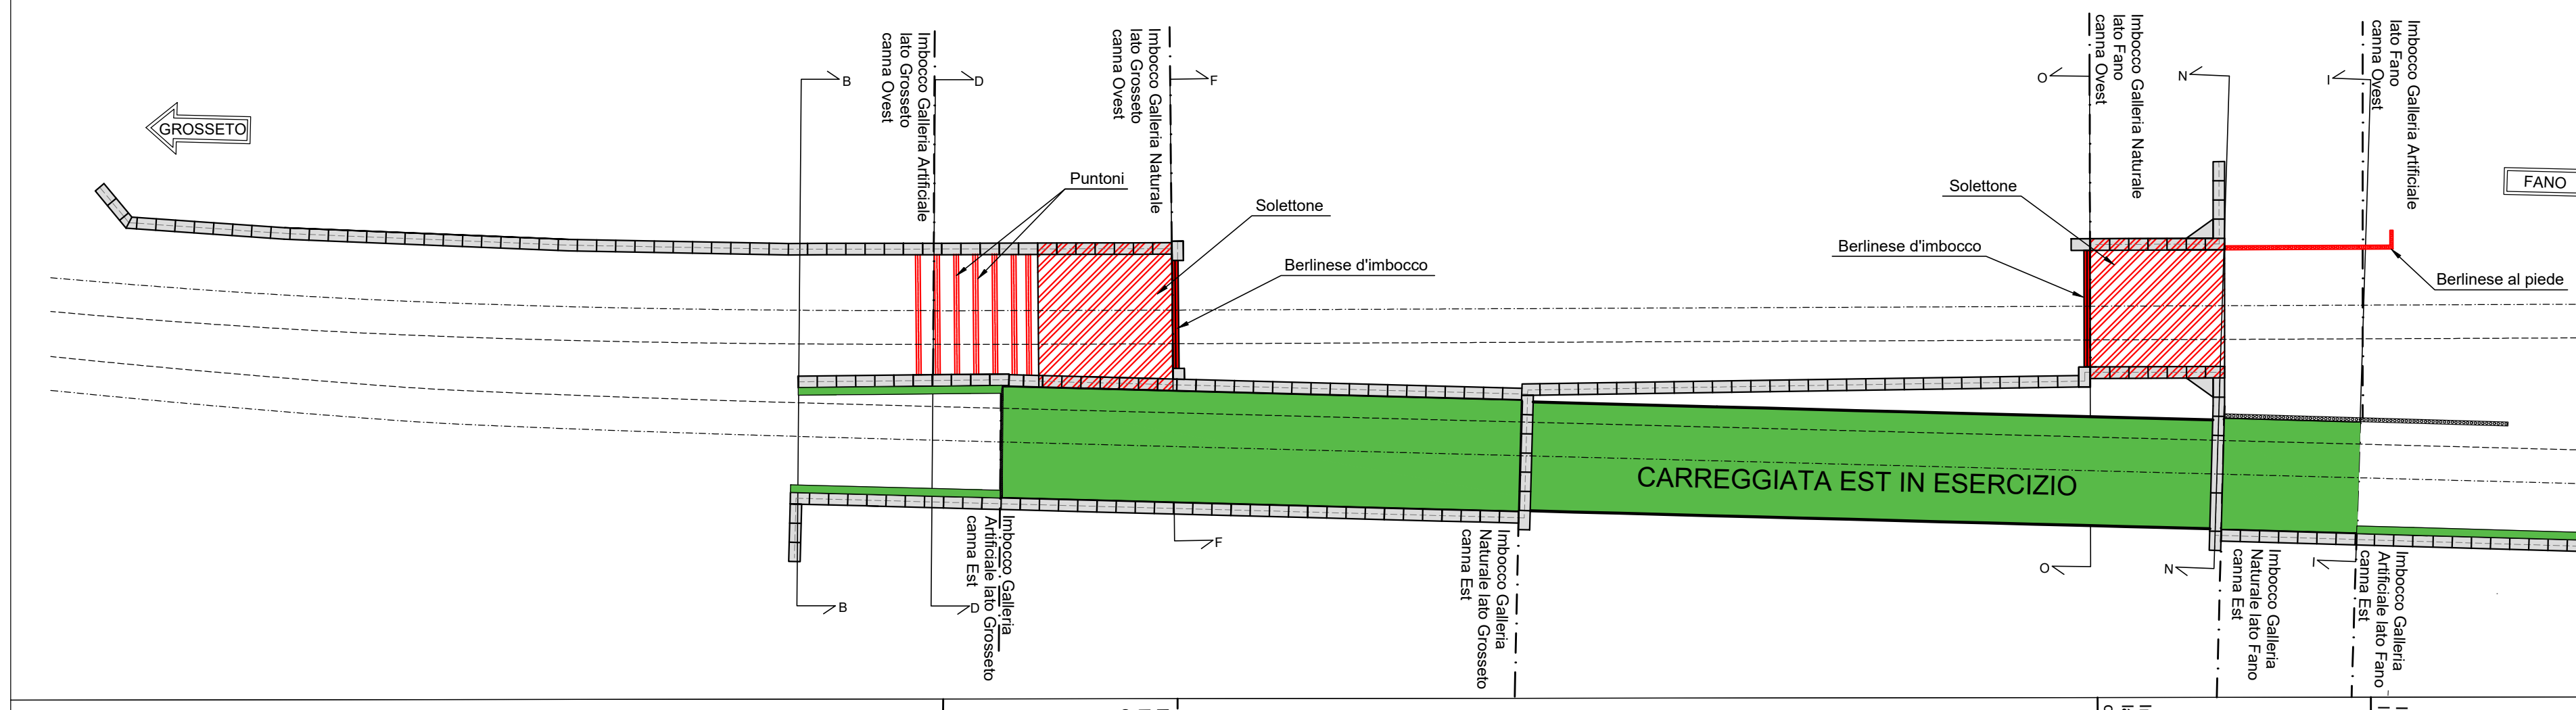 GROSSETO
B
Imbocco Galleria Artificiale
lato Grosseto
canna Ovest
D
Imbocco Galleria Naturale
lato Grosseto
canna Ovest
F
Puntoni
Solettone
Berlinese d'imbocco
O
Imbocco Galleria Naturale
lato Fano
canna Ovest
N
I
Imbocco Galleria Artificiale
lato Fano
canna Ovest
FANO
Solettone
Berlinese d'imbocco
Berlinese al piede
CARREGGIATA EST IN ESERCIZIO
B
D
Imbocco Galleria
Artificiale lato Grosseto
canna Est
F
Imbocco Galleria
Naturale lato Grosseto
canna Est
O
N
Imbocco Galleria
Naturale lato Fano
canna Est
I
Imbocco Galleria
Artificiale lato Fano
canna Est